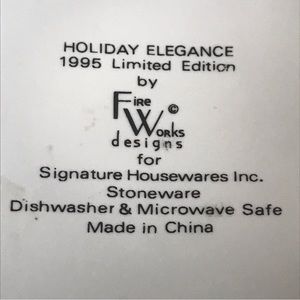 HOLIDAY ELEGANCE
1995 Limited Edition
by
Fire ©
Works
designs
for
Signature Housewares Inc.
Stoneware
Dishwasher & Microwave Safe
Made in China